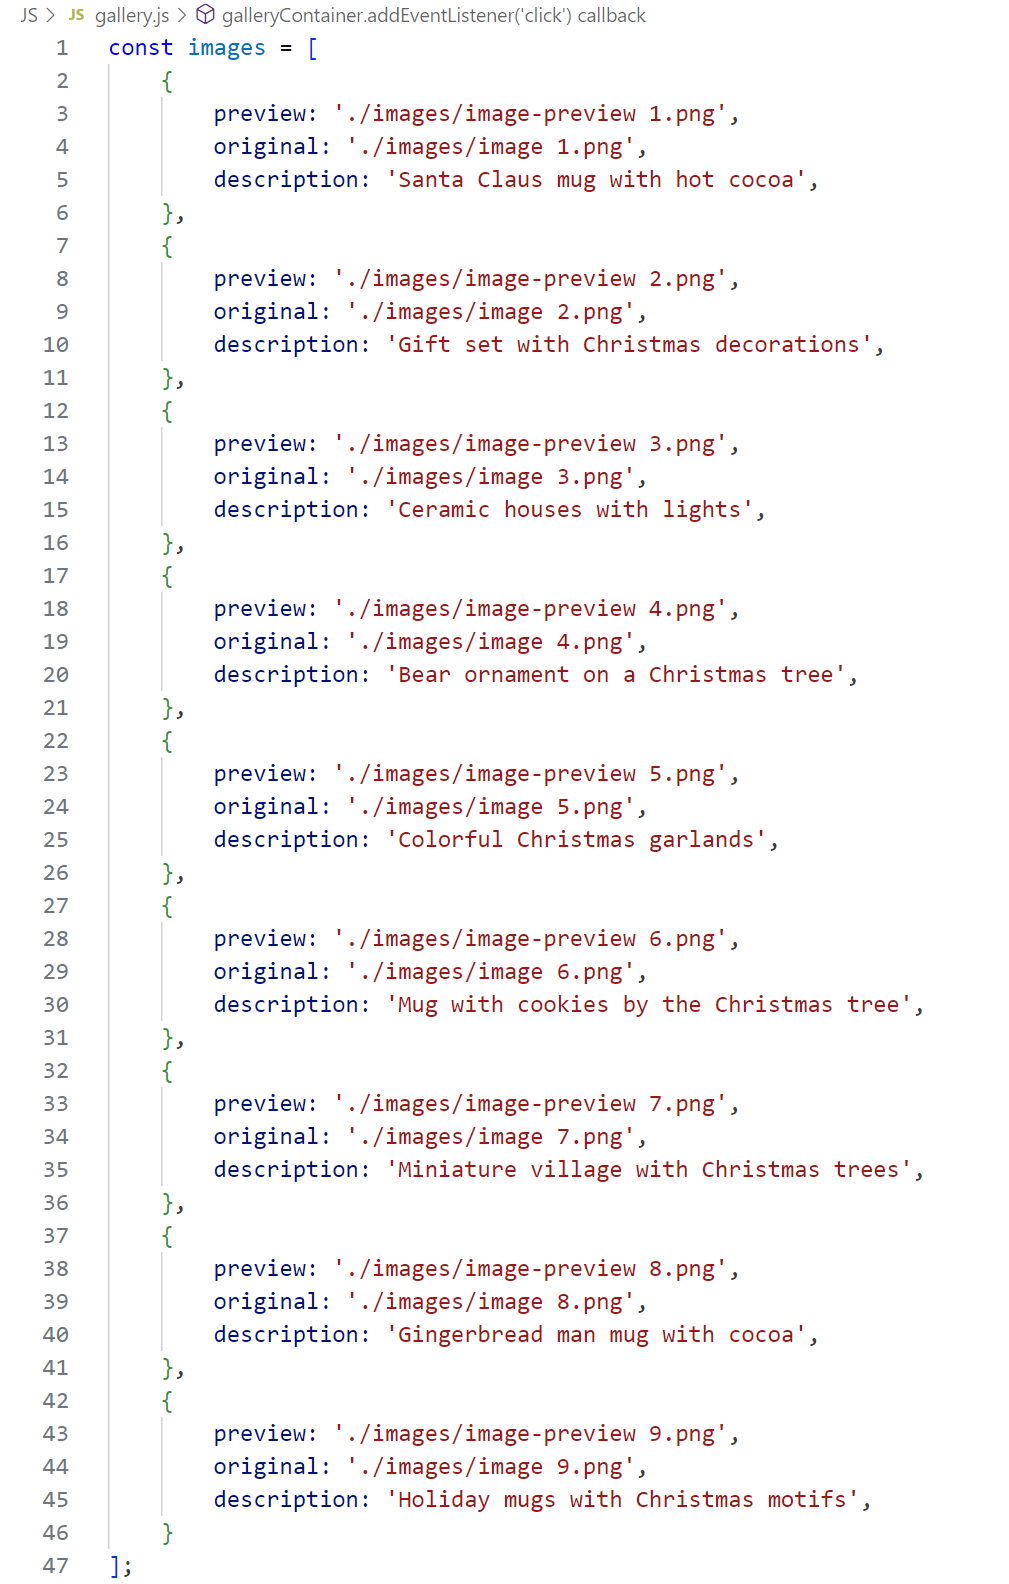 JS > JS gallery.js > galleryContainer.addEventListener('click') callback
1 const images = [
2 {
3 preview: './images/image-preview 1.png',
4 original: './images/image 1.png',
5 description: 'Santa Claus mug with hot cocoa',
6 },
7 {
8 preview: './images/image-preview 2.png',
9 original: './images/image 2.png',
10 description: 'Gift set with Christmas decorations',
11 },
12 {
13 preview: './images/image-preview 3.png',
14 original: './images/image 3.png',
15 description: 'Ceramic houses with lights',
16 },
17 {
18 preview: './images/image-preview 4.png',
19 original: './images/image 4.png',
20 description: 'Bear ornament on a Christmas tree',
21 },
22 {
23 preview: './images/image-preview 5.png',
24 original: './images/image 5.png',
25 description: 'Colorful Christmas garlands',
26 },
27 {
28 preview: './images/image-preview 6.png',
29 original: './images/image 6.png',
30 description: 'Mug with cookies by the Christmas tree',
31 },
32 {
33 preview: './images/image-preview 7.png',
34 original: './images/image 7.png',
35 description: 'Miniature village with Christmas trees',
36 },
37 {
38 preview: './images/image-preview 8.png',
39 original: './images/image 8.png',
40 description: 'Gingerbread man mug with cocoa',
41 },
42 {
43 preview: './images/image-preview 9.png',
44 original: './images/image 9.png',
45 description: 'Holiday mugs with Christmas motifs',
46 }
47 ];